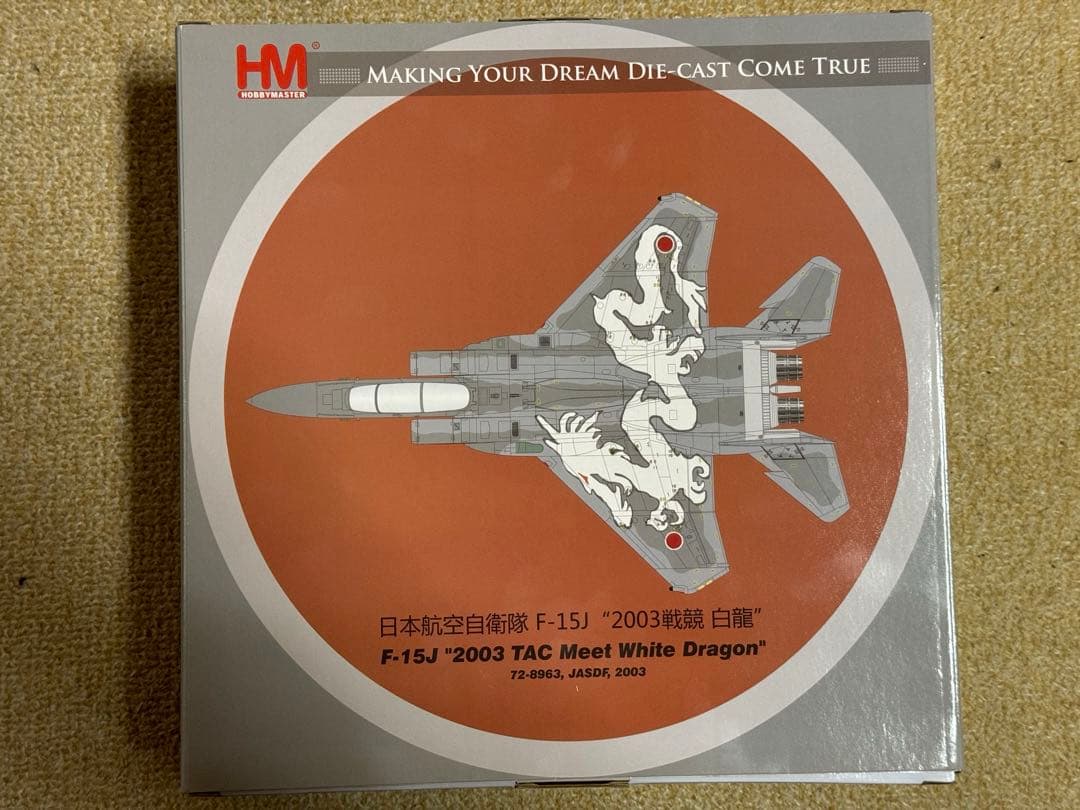 HM®
HOBBYMASTER
MAKING YOUR DREAM DIE-CAST COME TRUE
日本航空自衛隊 F-15J “2003戦競 白龍”
F-15J "2003 TAC Meet White Dragon"
72-8963, JASDF, 2003